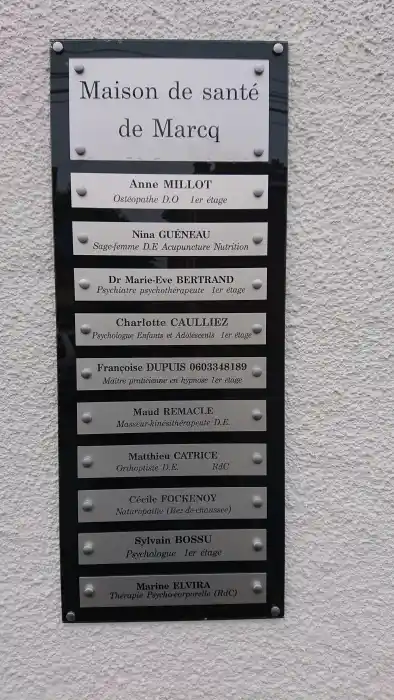 Maison de santé
de Marcq
Anne MILLOT
Ostéopathe D.O 1er étage
Nina GUÉNEAU
Sage-femme D.E Acupuncture Nutrition
Dr Marie-Eve BERTRAND
Psychiatre psychothérapeute 1er étage
Charlotte CAULLIEZ
Psychologue Enfants et Adolescents 1er étage
Françoise DUPUIS 0603348189
Maître praticienne en hypnose 1er étage
Maud REMACLE
Masseur-kinésithérapeute D.E.
Matthieu CATRICE
Orthoptiste D.E. RdC
Cécile FOCKENOY
Naturopathe (Rez de chaussée)
Sylvain BOSSU
Psychologue 1er étage
Marine ELVIRA
Thérapie Psycho-corporelle (RdC)